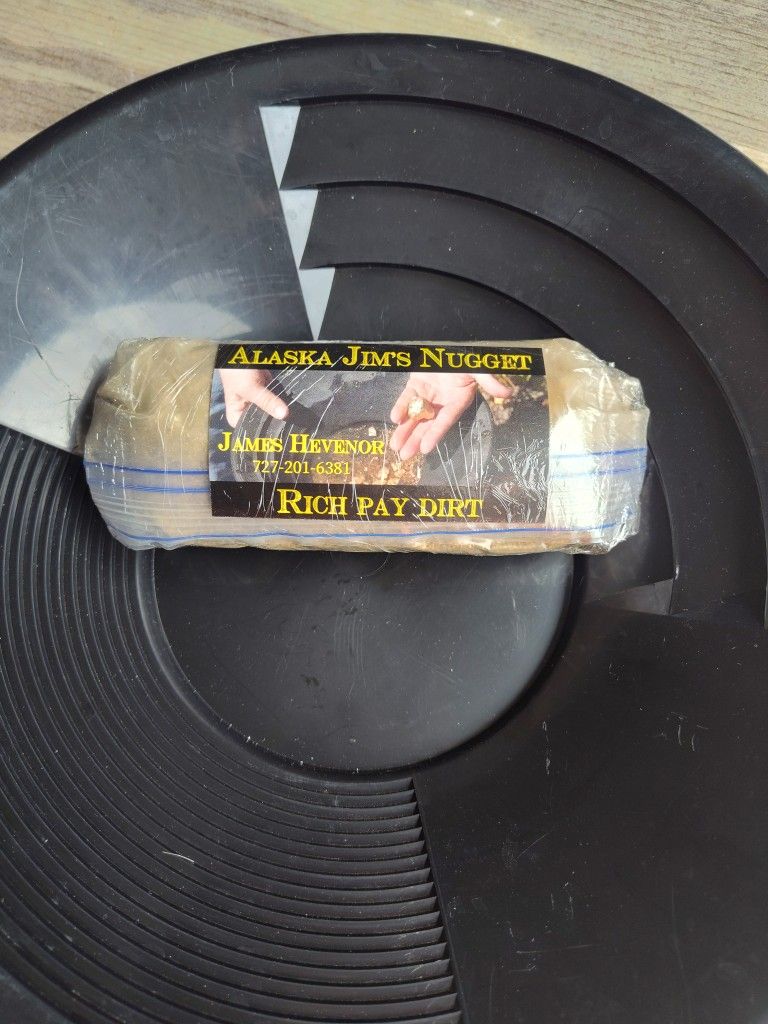 Alaska Jim's Nugget
James Hevenor
727-201-6381
Rich pay dirt